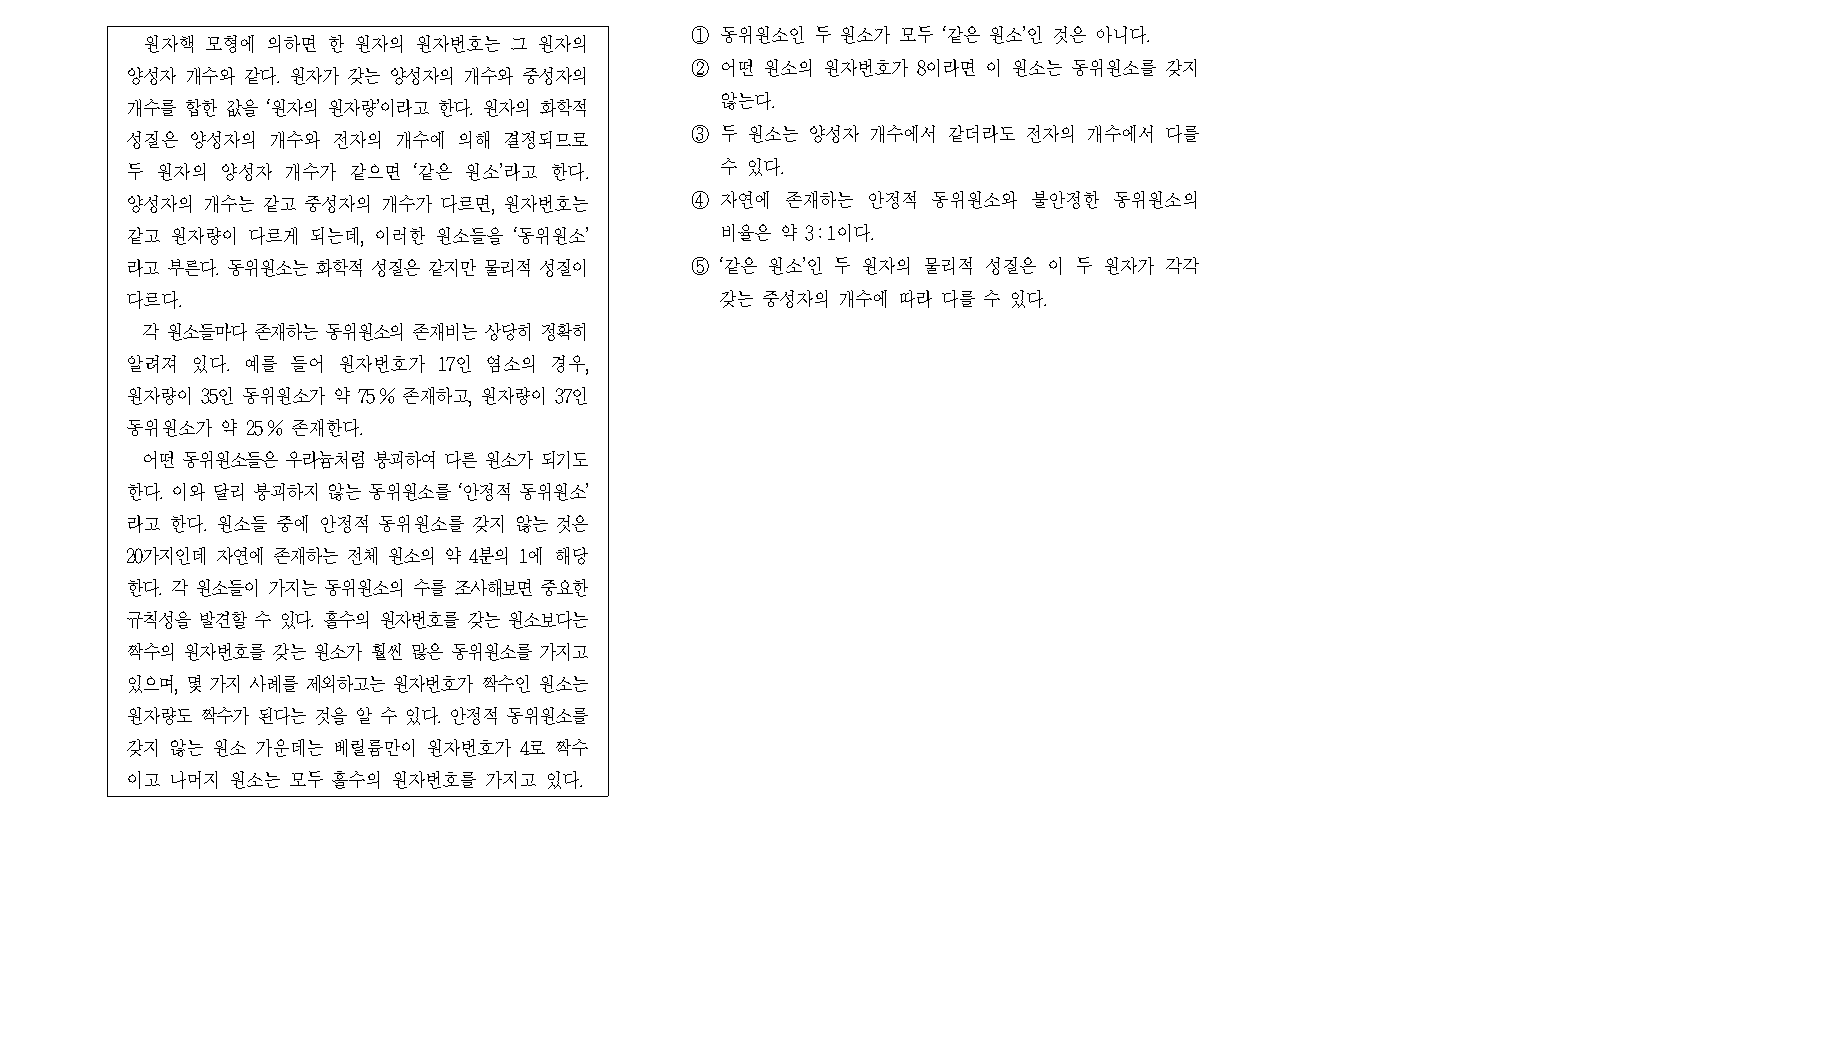 원자핵 모형에 의하면 한 원자의 원자번호는 그 원자의
양성자 개수와 같다. 원자가 갖는 양성자의 개수와 중성자의
개수를 합한 값을 ‘원자의 원자량’이라고 한다. 원자의 화학적
성질은 양성자의 개수와 전자의 개수에 의해 결정되므로
두 원자의 양성자 개수가 같으면 ‘같은 원소’라고 한다.
양성자의 개수는 같고 중성자의 개수가 다르면, 원자번호는
같고 원자량이 다르게 되는데, 이러한 원소들을 ‘동위원소’
라고 부른다. 동위원소는 화학적 성질은 같지만 물리적 성질이
다르다.
각 원소들마다 존재하는 동위원소의 존재비는 상당히 정확히
알려져 있다. 예를 들어 원자번호가 17인 염소의 경우,
원자량이 35인 동위원소가 약 75% 존재하고, 원자량이 37인
동위원소가 약 25% 존재한다.
어떤 동위원소들은 우라늄처럼 붕괴하여 다른 원소가 되기도
한다. 이와 달리 붕괴하지 않는 동위원소를 ‘안정적 동위원소’
라고 한다. 원소들 중에 안정적 동위원소를 갖지 않는 것은
20가지인데 자연에 존재하는 전체 원소의 약 4분의 1에 해당
한다. 각 원소들이 가지는 동위원소의 수를 조사해보면 중요한
규칙성을 발견할 수 있다. 홀수의 원자번호를 갖는 원소보다는
짝수의 원자번호를 갖는 원소가 훨씬 많은 동위원소를 가지고
있으며, 몇 가지 사례를 제외하고는 원자번호가 짝수인 원소는
원자량도 짝수가 된다는 것을 알 수 있다. 안정적 동위원소를
갖지 않는 원소 가운데는 베릴륨만이 원자번호가 4로 짝수
이고 나머지 원소는 모두 홀수의 원자번호를 가지고 있다.
① 동위원소인 두 원소가 모두 ‘같은 원소’인 것은 아니다.
② 어떤 원소의 원자번호가 8이라면 이 원소는 동위원소를 갖지
않는다.
③ 두 원소는 양성자 개수에서 같더라도 전자의 개수에서 다를
수 있다.
④ 자연에 존재하는 안정적 동위원소와 불안정한 동위원소의
비율은 약 3:1이다.
⑤ ‘같은 원소’인 두 원자의 물리적 성질은 이 두 원자가 각각
갖는 중성자의 개수에 따라 다를 수 있다.